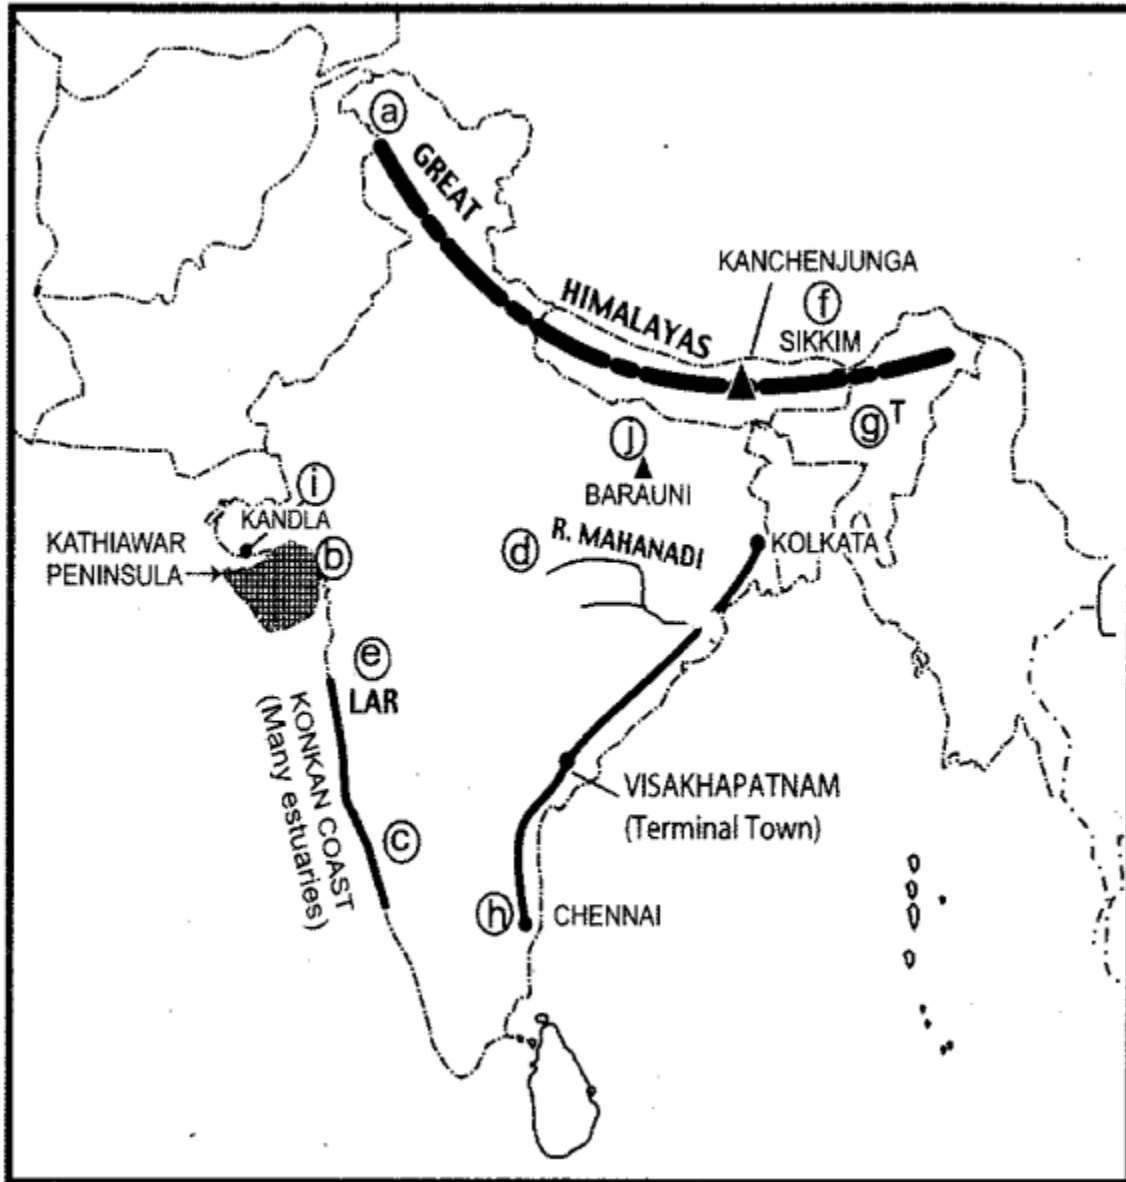 a
GREAT
HIMALAYAS
KANCHENJUNGA
f
SIKKIM
g T
j
BARAUNI
i
KANDLA
KATHIAWAR
PENINSULA
b
d
R. MAHANADI
KOLKATA
e
LAR
KONKAN COAST
(Many estuaries)
c
VISAKHAPATNAM
(Terminal Town)
h
CHENNAI